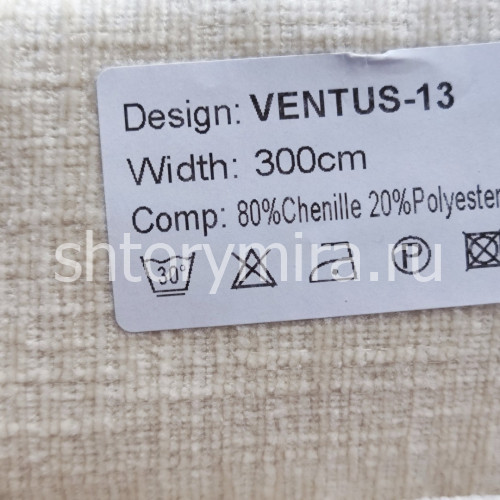 Design: VENTUS-13
Width: 300cm
Comp: 80%Chenille 20%Polyester
shtorymira.ru
30° P